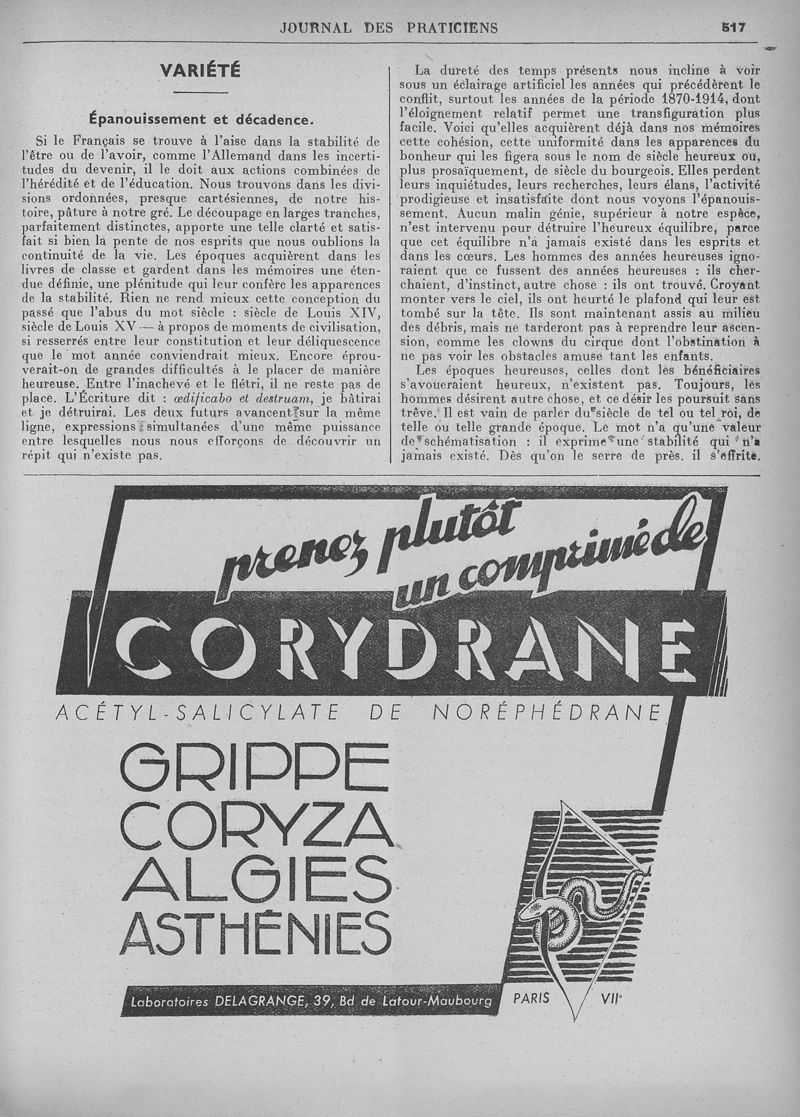 JOURNAL DES PRATICIENS 517
VARIÉTÉ
Épanouissement et décadence.
Si le Français se trouve à l'aise dans la stabilité de
l'être ou de l'avoir, comme l'Allemand dans les incerti-
tudes du devenir, il le doit aux actions combinées de
l'hérédité et de l'éducation. Nous trouvons dans les divi-
sions ordonnées, presque cartésiennes, de notre his-
toire, pâture à notre gré. Le découpage en larges tranches,
parfaitement distinctes, apporte une telle clarté et satis-
fait si bien la pente de nos esprits que nous oublions la
continuité de la vie. Les époques acquièrent dans les
livres de classe et gardent dans les mémoires une éten-
due définie, une plénitude qui leur confère les apparences
de la stabilité. Rien ne rend mieux cette conception du
passé que l'abus du mot siècle : siècle de Louis XIV,
siècle de Louis XV — à propos de moments de civilisation,
si resserrés entre leur constitution et leur déliquescence
que le mot année conviendrait mieux. Encore éprou-
verait-on de grandes difficultés à le placer de manière
heureuse. Entre l'inachevé et le flétri, il ne reste pas de
place. L'Écriture dit : œdificabo et destruam, je bâtirai
et je détruirai. Les deux futurs avancent sur la même
ligne, expressions simultanées d'une même puissance
entre lesquelles nous nous efforçons de découvrir un
répit qui n'existe pas.
La dureté des temps présents nous incline à voir
sous un éclairage artificiel les années qui précédèrent le
conflit, surtout les années de la période 1870-1914, dont
l'éloignement relatif permet une transfiguration plus
facile. Voici qu'elles acquièrent déjà dans nos mémoires
cette cohésion, cette uniformité dans les apparences du
bonheur qui les figera sous le nom de siècle heureux ou,
plus prosaïquement, de siècle du bourgeois. Elles perdent
leurs inquiétudes, leurs recherches, leurs élans, l'activité
prodigieuse et insatisfaite dont nous voyons l'épanouis-
sement. Aucun malin génie, supérieur à notre espèce,
n'est intervenu pour détruire l'heureux équilibre, parce
que cet équilibre n'a jamais existé dans les esprits et
dans les cœurs. Les hommes des années heureuses igno-
raient que ce fussent des années heureuses : ils cher-
chaient, d'instinct, autre chose : ils ont trouvé. Croyant
monter vers le ciel, ils ont heurté le plafond qui leur est
tombé sur la tête. Ils sont maintenant assis au milieu
des débris, mais ne tarderont pas à reprendre leur ascen-
sion, comme les clowns du cirque dont l'obstination à
ne pas voir les obstacles amuse tant les enfants.
Les époques heureuses, celles dont les bénéficiaires
s'avoueraient heureux, n'existent pas. Toujours, les
hommes désirent autre chose, et ce désir les poursuit sans
trêve. Il est vain de parler du siècle de tel ou tel roi, de
telle ou telle grande époque. Le mot n'a qu'une valeur
de schématisation : il exprime une stabilité qui n'a
jamais existé. Dès qu'on le serre de près, il s'effrite.
prenez plutôt
un comprimé de
CORYDRANE
ACÉTYL-SALICYLATE DE NORÉPHÉDRANE
GRIPPE
CORYZA
ALGIES
ASTHÉNIES
Laboratoires DELAGRANGE, 39, Bd de Latour-Maubourg PARIS VIIe